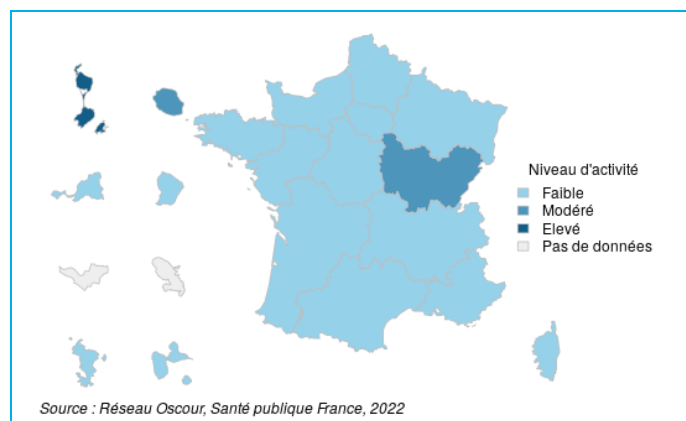 Niveau d'activité
Faible
Modéré
Elevé
Pas de données
Source : Réseau Oscour, Santé publique France, 2022